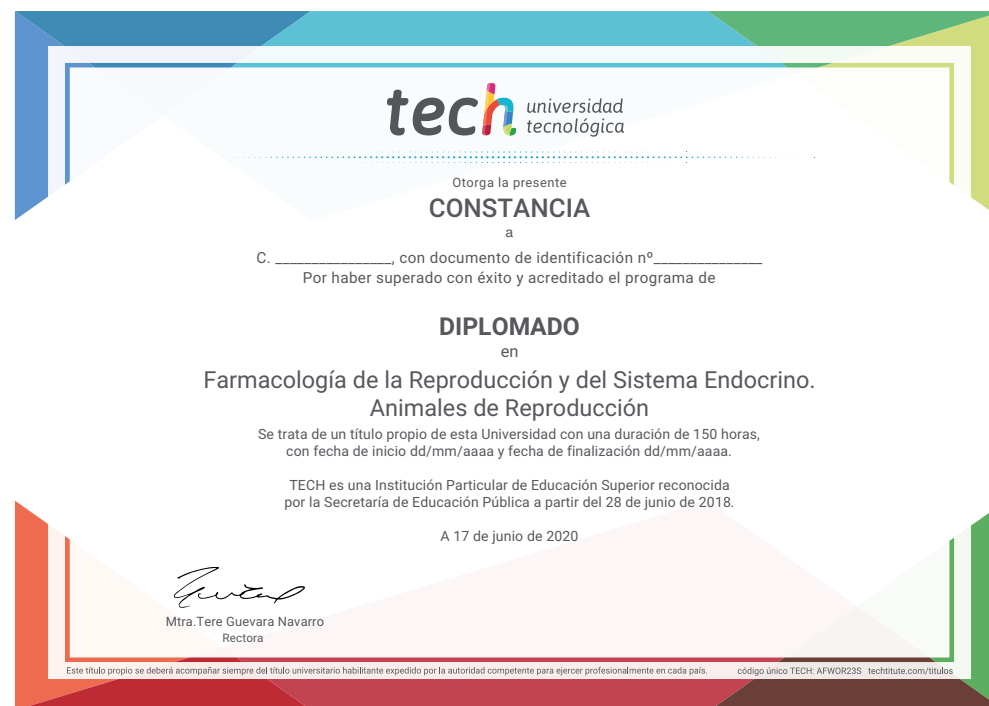 tech universidad
tecnológica
Otorga la presente
CONSTANCIA
a
C. ________________, con documento de identificación nº_______________
Por haber superado con éxito y acreditado el programa de
DIPLOMADO
en
Farmacología de la Reproducción y del Sistema Endocrino.
Animales de Reproducción
Se trata de un título propio de esta Universidad con una duración de 150 horas,
con fecha de inicio dd/mm/aaaa y fecha de finalización dd/mm/aaaa.
TECH es una Institución Particular de Educación Superior reconocida
por la Secretaría de Educación Pública a partir del 28 de junio de 2018.
A 17 de junio de 2020
Mtra.Tere Guevara Navarro
Rectora
Este título propio se deberá acompañar siempre del título universitario habilitante expedido por la autoridad competente para ejercer profesionalmente en cada país. código único TECH: AFWOR23S techtitute.com/titulos